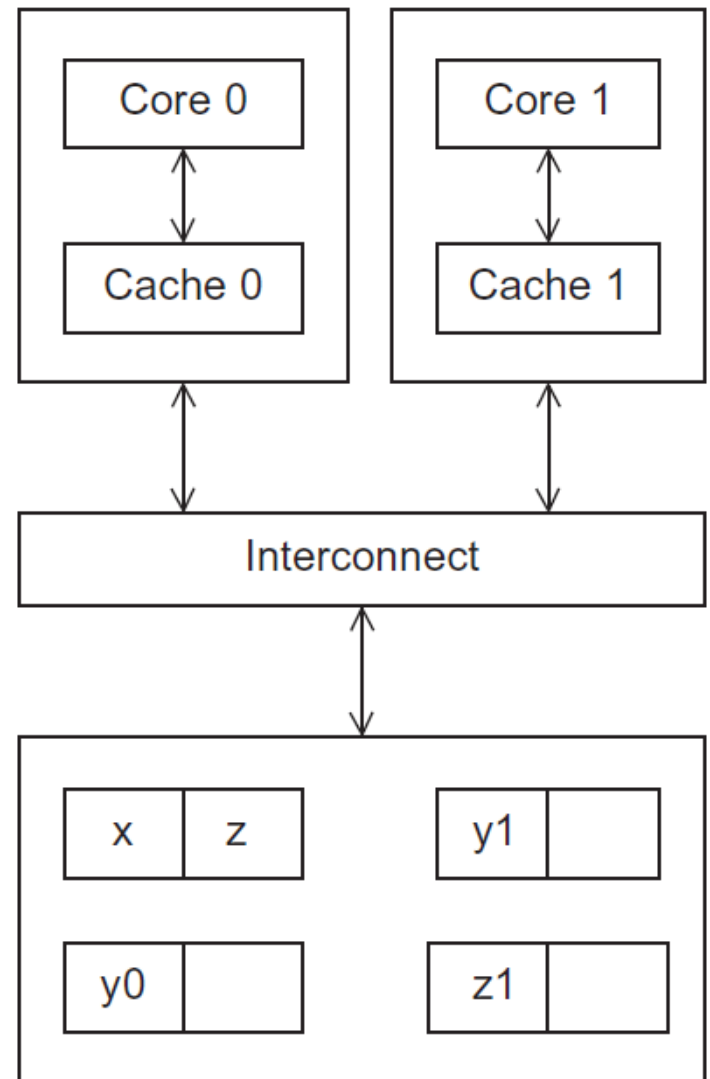 Core 0
Core 1
Cache 0
Cache 1
Interconnect
x z
y1
y0
z1